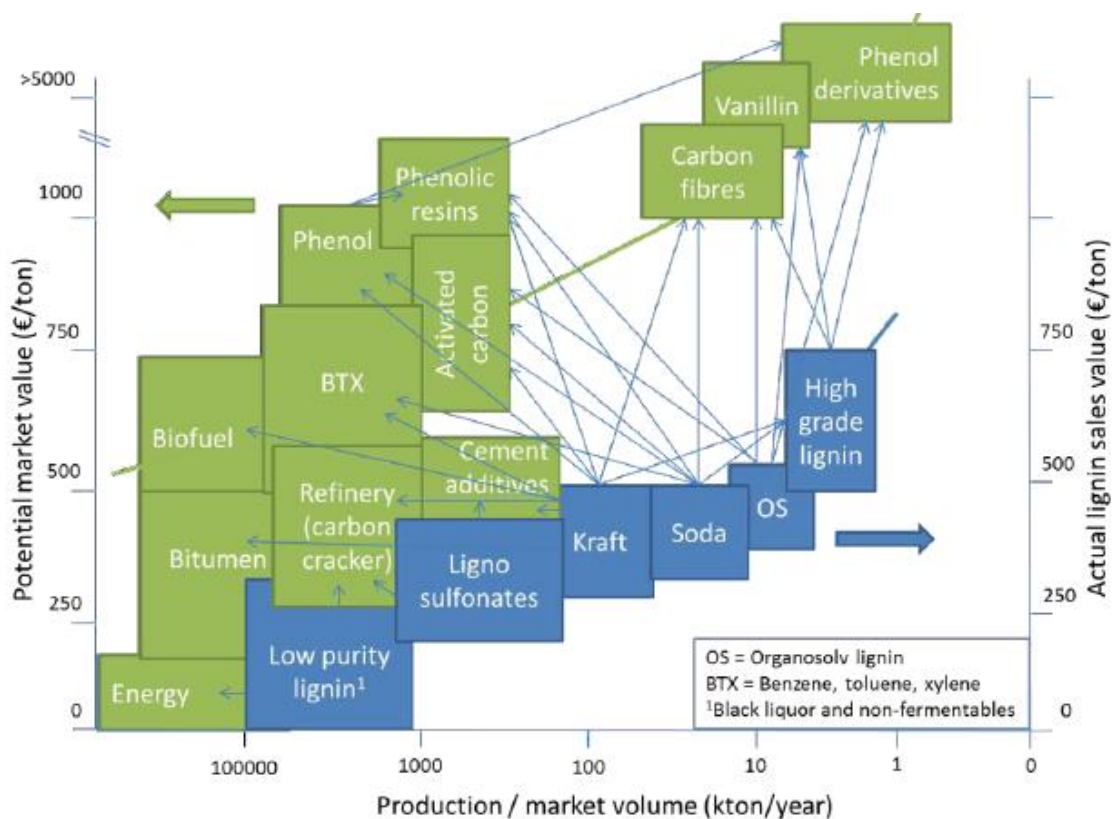 >5000
1000
750
500
250
0
Potential market value (€/ton)
Phenol
derivatives
Vanillin
Carbon
fibres
Phenolic
resins
Phenol
Activated
carbon
BTX
Biofuel
Cement
additives
Refinery
(carbon
cracker)
Bitumen
Energy
High
grade
lignin
OS
Soda
Kraft
Ligno
sulfonates
Low purity
lignin¹
OS = Organosolv lignin
BTX = Benzene, toluene, xylene
¹Black liquor and non-fermentables
750
500
250
0
Actual lignin sales value (€/ton)
100000
1000
100
10
1
0
Production / market volume (kton/year)